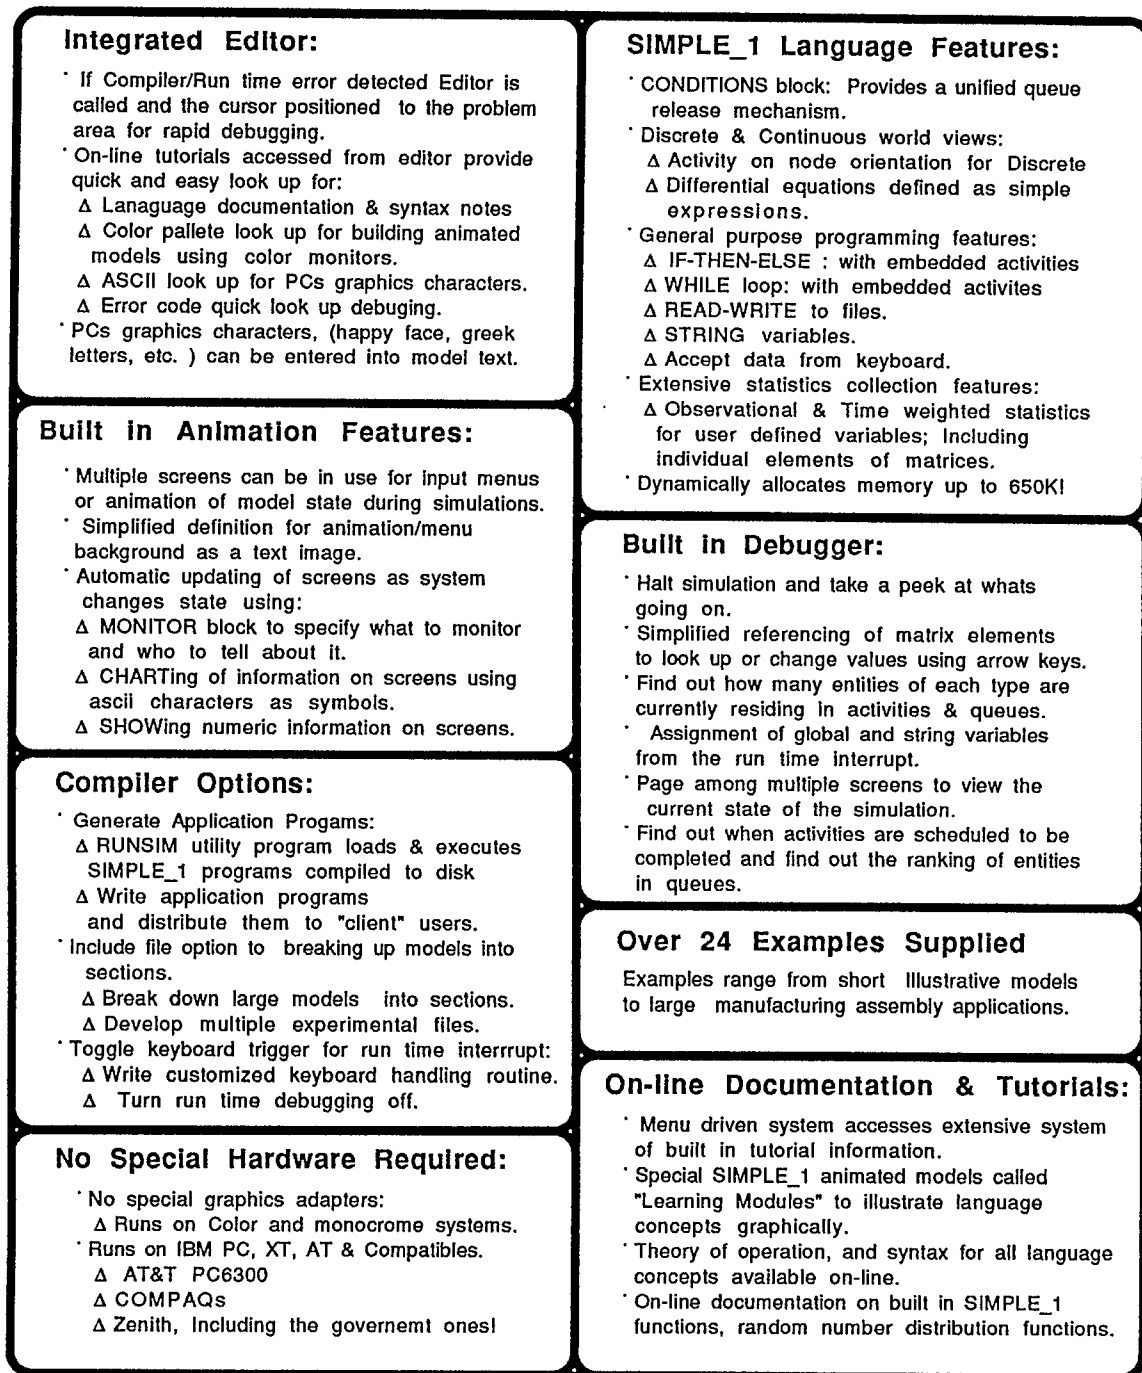 Integrated Editor:
· If Compiler/Run time error detected Editor is
called and the cursor positioned to the problem
area for rapid debugging.
· On-line tutorials accessed from editor provide
quick and easy look up for:
Δ Lanaguage documentation & syntax notes
Δ Color pallete look up for building animated
models using color monitors.
Δ ASCII look up for PCs graphics characters.
Δ Error code quick look up debuging.
· PCs graphics characters, (happy face, greek
letters, etc. ) can be entered into model text.
Built in Animation Features:
· Multiple screens can be in use for input menus
or animation of model state during simulations.
· Simplified definition for animation/menu
background as a text image.
· Automatic updating of screens as system
changes state using:
Δ MONITOR block to specify what to monitor
and who to tell about it.
Δ CHARTing of information on screens using
ascii characters as symbols.
Δ SHOWing numeric information on screens.
Compiler Options:
· Generate Application Progams:
Δ RUNSIM utility program loads & executes
SIMPLE_1 programs compiled to disk
Δ Write application programs
and distribute them to "client" users.
· Include file option to breaking up models into
sections.
Δ Break down large models into sections.
Δ Develop multiple experimental files.
· Toggle keyboard trigger for run time interrrupt:
Δ Write customized keyboard handling routine.
Δ Turn run time debugging off.
No Special Hardware Required:
· No special graphics adapters:
Δ Runs on Color and monocrome systems.
· Runs on IBM PC, XT, AT & Compatibles.
Δ AT&T PC6300
Δ COMPAQs
Δ Zenith, Including the governemt ones!
SIMPLE_1 Language Features:
· CONDITIONS block: Provides a unified queue
release mechanism.
· Discrete & Continuous world views:
Δ Activity on node orientation for Discrete
Δ Differential equations defined as simple
expressions.
· General purpose programming features:
Δ IF-THEN-ELSE : with embedded activities
Δ WHILE loop: with embedded activites
Δ READ-WRITE to files.
Δ STRING variables.
Δ Accept data from keyboard.
· Extensive statistics collection features:
Δ Observational & Time weighted statistics
for user defined variables; Including
individual elements of matrices.
· Dynamically allocates memory up to 650K!
Built in Debugger:
· Halt simulation and take a peek at whats
going on.
· Simplified referencing of matrix elements
to look up or change values using arrow keys.
· Find out how many entities of each type are
currently residing in activities & queues.
· Assignment of global and string variables
from the run time interrupt.
· Page among multiple screens to view the
current state of the simulation.
· Find out when activities are scheduled to be
completed and find out the ranking of entities
in queues.
Over 24 Examples Supplied
Examples range from short Illustrative models
to large manufacturing assembly applications.
On-line Documentation & Tutorials:
· Menu driven system accesses extensive system
of built in tutorial information.
· Special SIMPLE_1 animated models called
"Learning Modules" to illustrate language
concepts graphically.
· Theory of operation, and syntax for all language
concepts available on-line.
· On-line documentation on built in SIMPLE_1
functions, random number distribution functions.